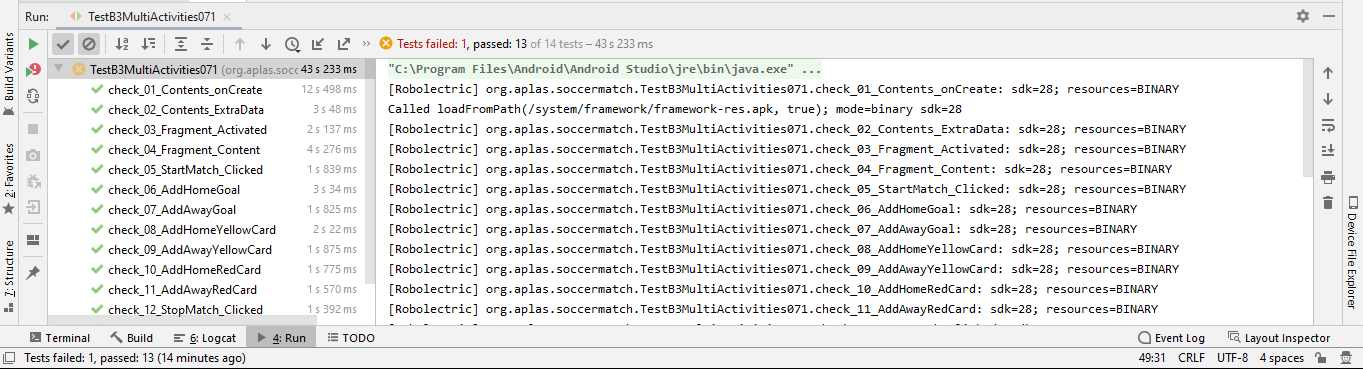 Run: TestB3MultiActivities071
Tests failed: 1, passed: 13 of 14 tests – 43 s 233 ms
TestB3MultiActivities071 (org.aplas.socc 43 s 233 ms
check_01_Contents_onCreate 12 s 498 ms
check_02_Contents_ExtraData 3 s 48 ms
check_03_Fragment_Activated 2 s 137 ms
check_04_Fragment_Content 4 s 276 ms
check_05_StartMatch_Clicked 1 s 839 ms
check_06_AddHomeGoal 3 s 34 ms
check_07_AddAwayGoal 1 s 825 ms
check_08_AddHomeYellowCard 2 s 22 ms
check_09_AddAwayYellowCard 1 s 875 ms
check_10_AddHomeRedCard 1 s 775 ms
check_11_AddAwayRedCard 1 s 570 ms
check_12_StopMatch_Clicked 1 s 392 ms
"C:\Program Files\Android\Android Studio\jre\bin\java.exe" ...
[Robolectric] org.aplas.soccermatch.TestB3MultiActivities071.check_01_Contents_onCreate: sdk=28; resources=BINARY
Called loadFromPath(/system/framework/framework-res.apk, true); mode=binary sdk=28
[Robolectric] org.aplas.soccermatch.TestB3MultiActivities071.check_02_Contents_ExtraData: sdk=28; resources=BINARY
[Robolectric] org.aplas.soccermatch.TestB3MultiActivities071.check_03_Fragment_Activated: sdk=28; resources=BINARY
[Robolectric] org.aplas.soccermatch.TestB3MultiActivities071.check_04_Fragment_Content: sdk=28; resources=BINARY
[Robolectric] org.aplas.soccermatch.TestB3MultiActivities071.check_05_StartMatch_Clicked: sdk=28; resources=BINARY
[Robolectric] org.aplas.soccermatch.TestB3MultiActivities071.check_06_AddHomeGoal: sdk=28; resources=BINARY
[Robolectric] org.aplas.soccermatch.TestB3MultiActivities071.check_07_AddAwayGoal: sdk=28; resources=BINARY
[Robolectric] org.aplas.soccermatch.TestB3MultiActivities071.check_08_AddHomeYellowCard: sdk=28; resources=BINARY
[Robolectric] org.aplas.soccermatch.TestB3MultiActivities071.check_09_AddAwayYellowCard: sdk=28; resources=BINARY
[Robolectric] org.aplas.soccermatch.TestB3MultiActivities071.check_10_AddHomeRedCard: sdk=28; resources=BINARY
[Robolectric] org.aplas.soccermatch.TestB3MultiActivities071.check_11_AddAwayRedCard: sdk=28; resources=BINARY
Build Variants
2: Favorites
7: Structure
Device File Explorer
Terminal Build 6: Logcat 4: Run TODO Event Log Layout Inspector
Tests failed: 1, passed: 13 (14 minutes ago) 49:31 CRLF UTF-8 4 spaces